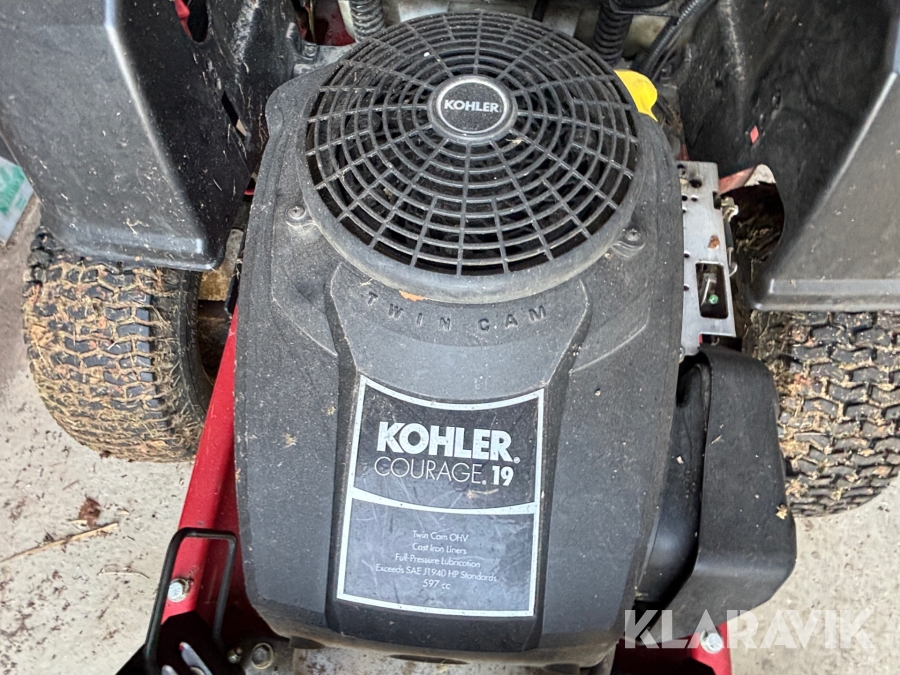 KOHLER
TWIN CAM
KOHLER.
COURAGE. 19
Twin Cam OHV
Cast Iron Liners
Full-Pressure Lubrication
Exceeds SAE J1940 HP Standards
597 cc
KLARAVIK